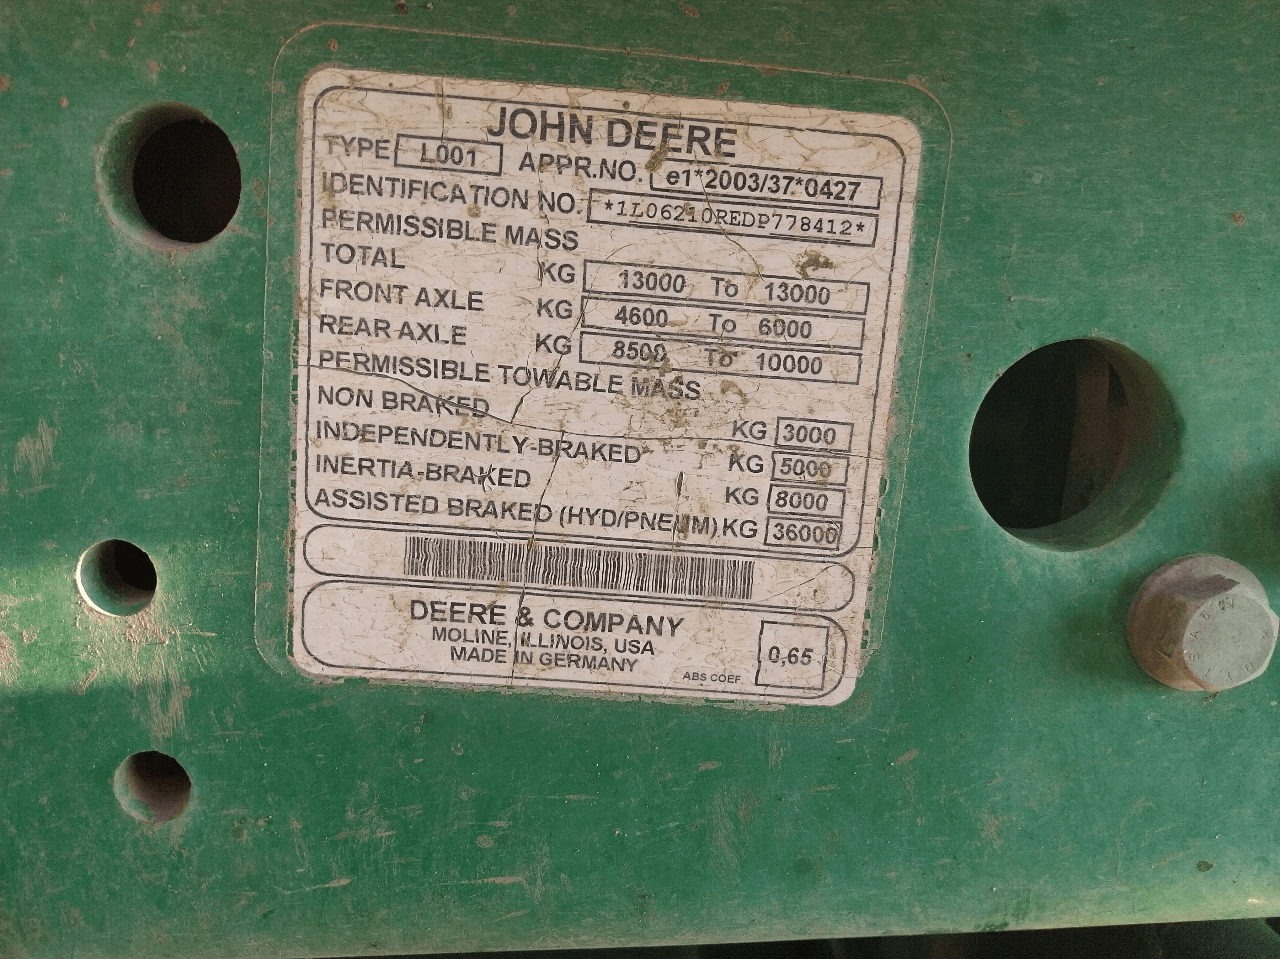 JOHN DEERE
TYPE L001 APPR.NO. e1*2003/37*0427
IDENTIFICATION NO. *1L06210REDP778412*
PERMISSIBLE MASS
TOTAL KG 13000 To 13000
FRONT AXLE KG 4600 To 6000
REAR AXLE KG 8500 To 10000
PERMISSIBLE TOWABLE MASS
NON BRAKED KG 3000
INDEPENDENTLY-BRAKED KG 5000
INERTIA-BRAKED KG 8000
ASSISTED BRAKED (HYD/PNEUM) KG 36000
DEERE & COMPANY
MOLINE, ILLINOIS, USA
MADE IN GERMANY
ABS COEF. 0,65